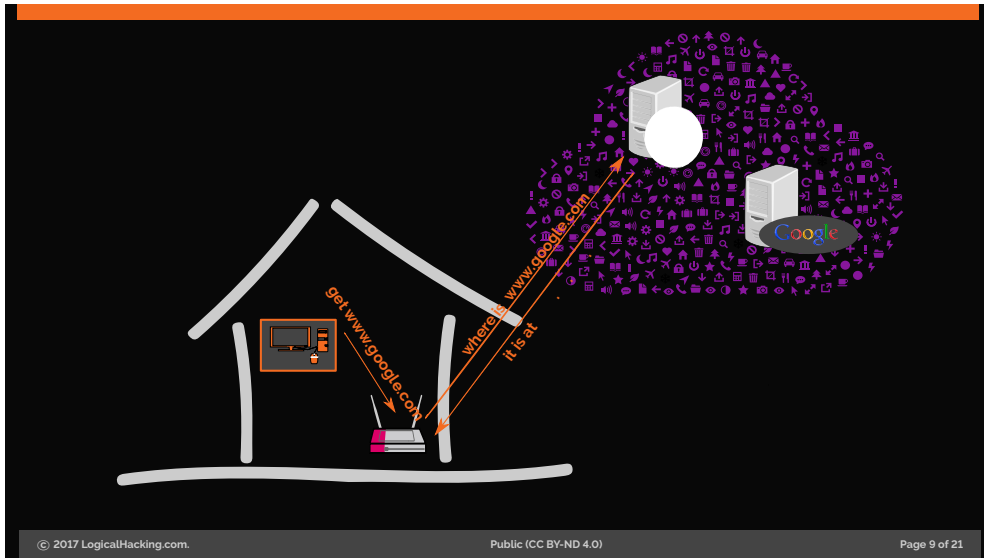 Google
where is www.google.com
it is at .
get www.google.com
© 2017 LogicalHacking.com.
Public (CC BY-ND 4.0)
Page 9 of 21